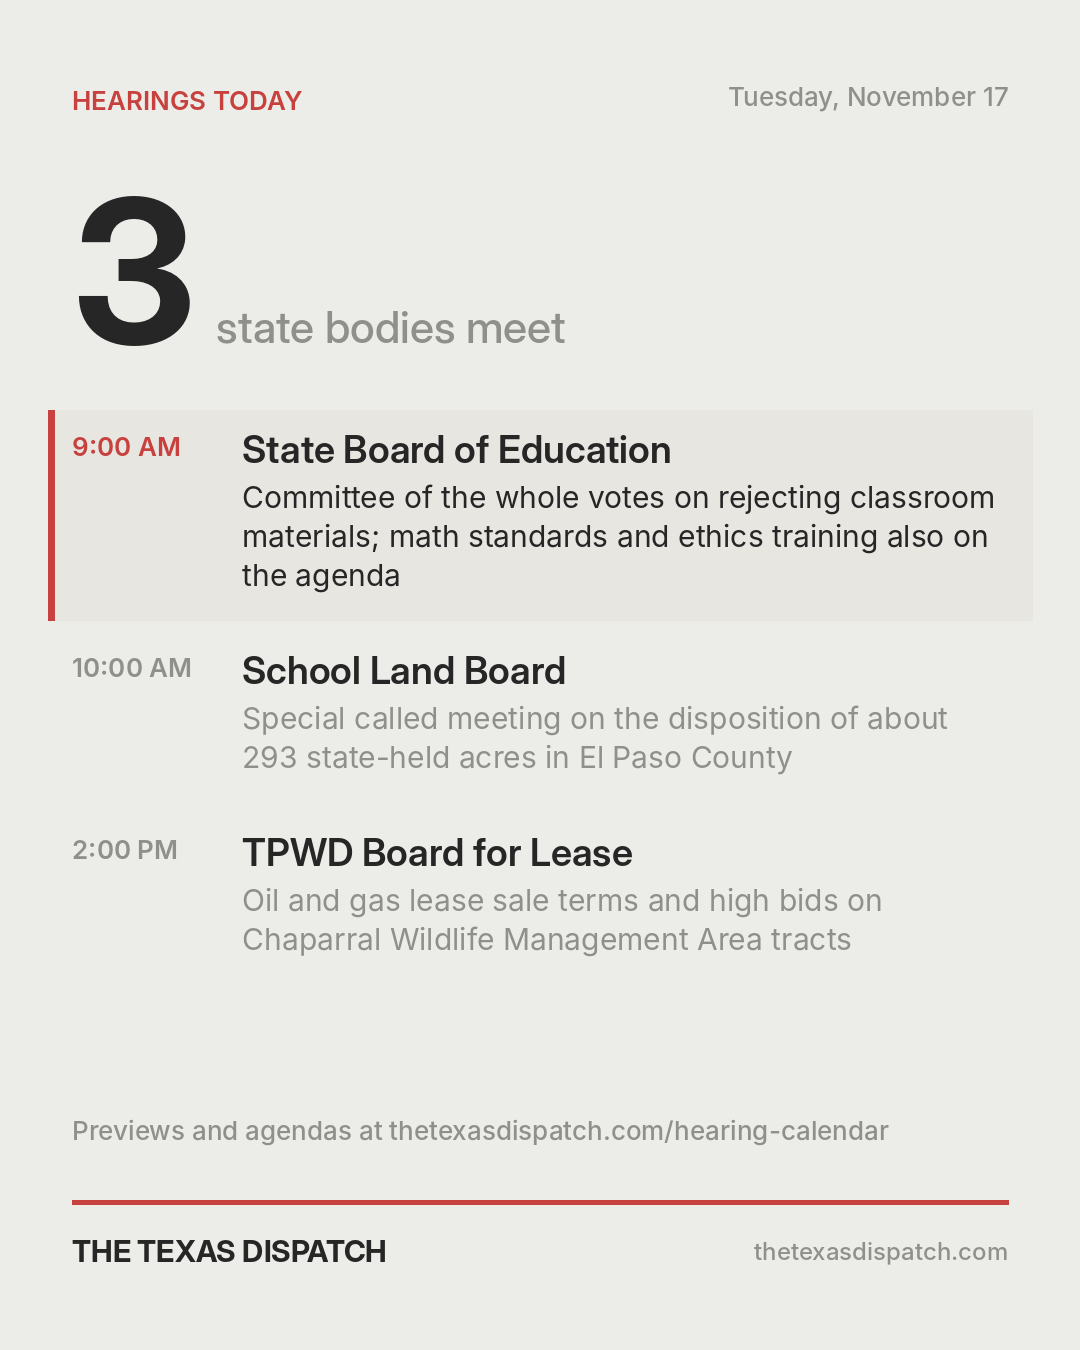 HEARINGS TODAY
Tuesday, November 17
3 state bodies meet
9:00 AM
State Board of Education
Committee of the whole votes on rejecting classroom
materials; math standards and ethics training also on
the agenda
10:00 AM
School Land Board
Special called meeting on the disposition of about
293 state-held acres in El Paso County
2:00 PM
TPWD Board for Lease
Oil and gas lease sale terms and high bids on
Chaparral Wildlife Management Area tracts
Previews and agendas at thetexasdispatch.com/hearing-calendar
THE TEXAS DISPATCH
thetexasdispatch.com